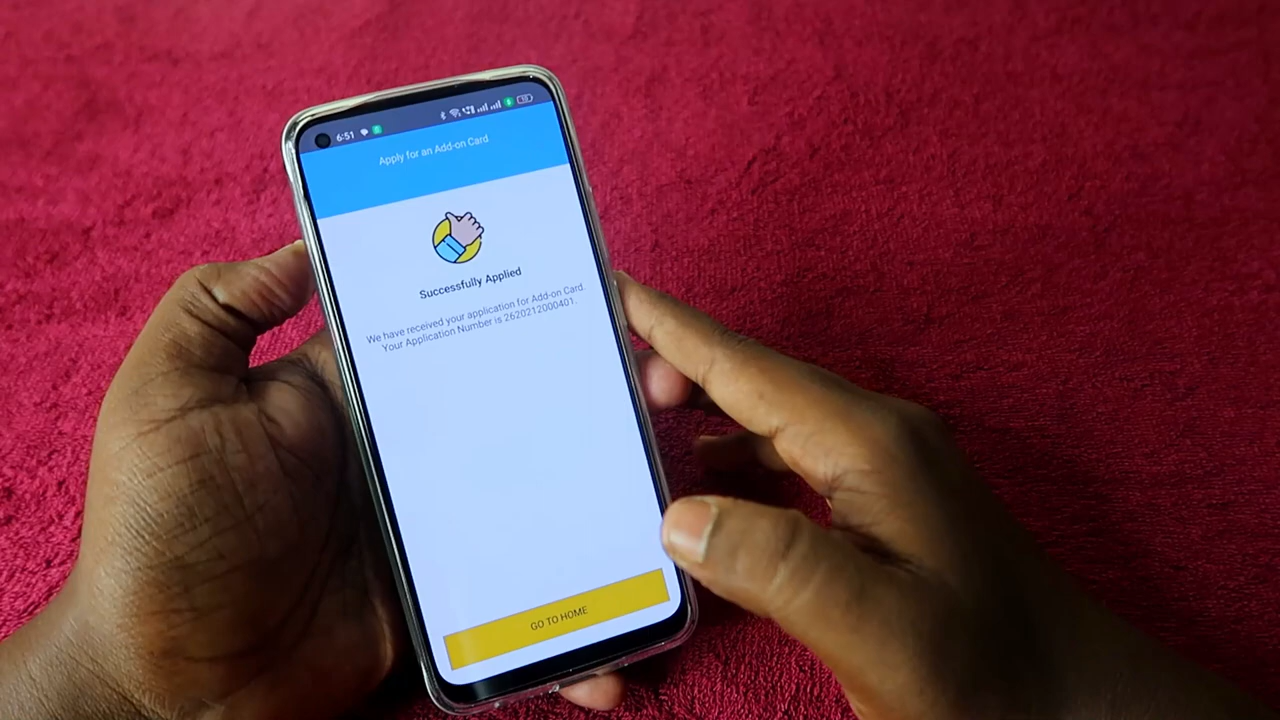 6:51
Apply for an Add-on Card
Successfully Applied
We have received your application for Add-on Card.
Your Application Number is 2620212000401.
GO TO HOME